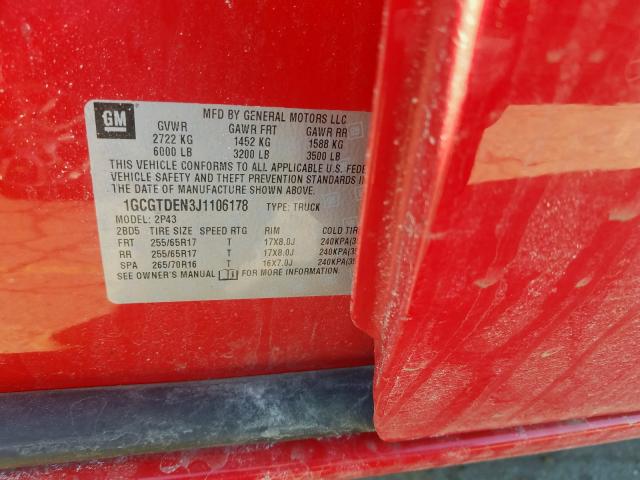 GM
MFD BY GENERAL MOTORS LLC
GVWR GAWR FRT GAWR RR
2722 KG 1452 KG 1588 KG
6000 LB 3200 LB 3500 LB
THIS VEHICLE CONFORMS TO ALL APPLICABLE U.S.
VEHICLE SAFETY AND THEFT PREVENTION STANDARDS
THE DATE OF MANUFACTURE SHOWN ABOVE.
1GCGTDEN3J1106178 TYPE: TRUCK
MODEL: 2P43
2BD5 TIRE SIZE SPEED RTG RIM COLD
FRT 255/65R17 T 17X8.0J 240KPA(35
RR 255/65R17 T 17X8.0J 240KPA(35
SPA 265/70R16 T 16X7.0J 240KPA(35
SEE OWNER'S MANUAL FOR MORE INFORMATION.